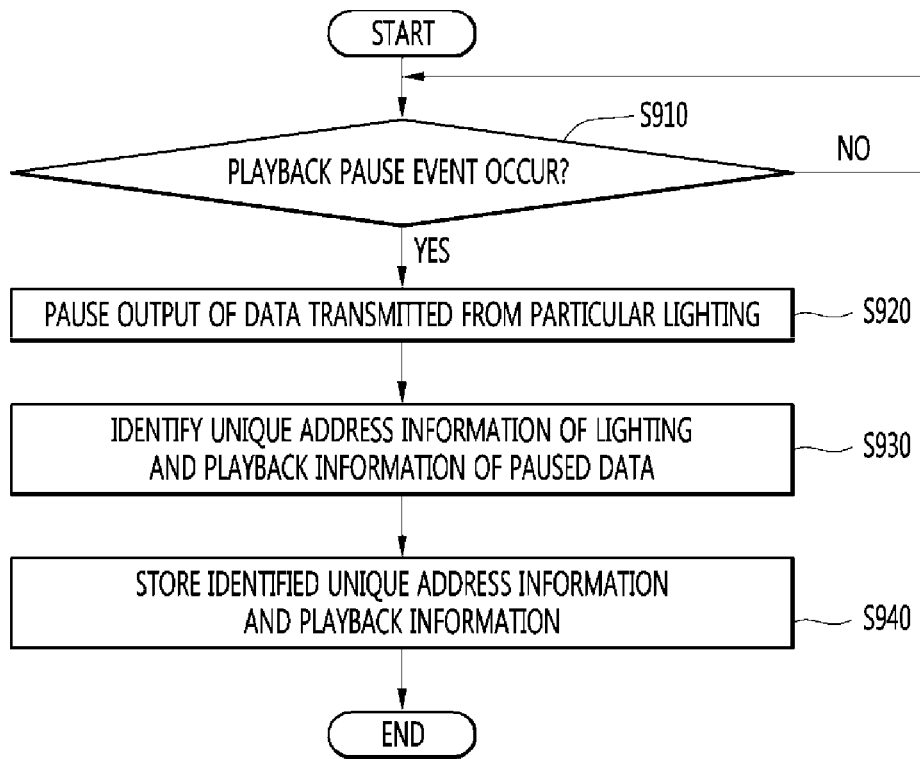 START
S910
PLAYBACK PAUSE EVENT OCCUR?
NO
YES
PAUSE OUTPUT OF DATA TRANSMITTED FROM PARTICULAR LIGHTING
S920
IDENTIFY UNIQUE ADDRESS INFORMATION OF LIGHTING
AND PLAYBACK INFORMATION OF PAUSED DATA
S930
STORE IDENTIFIED UNIQUE ADDRESS INFORMATION
AND PLAYBACK INFORMATION
S940
END